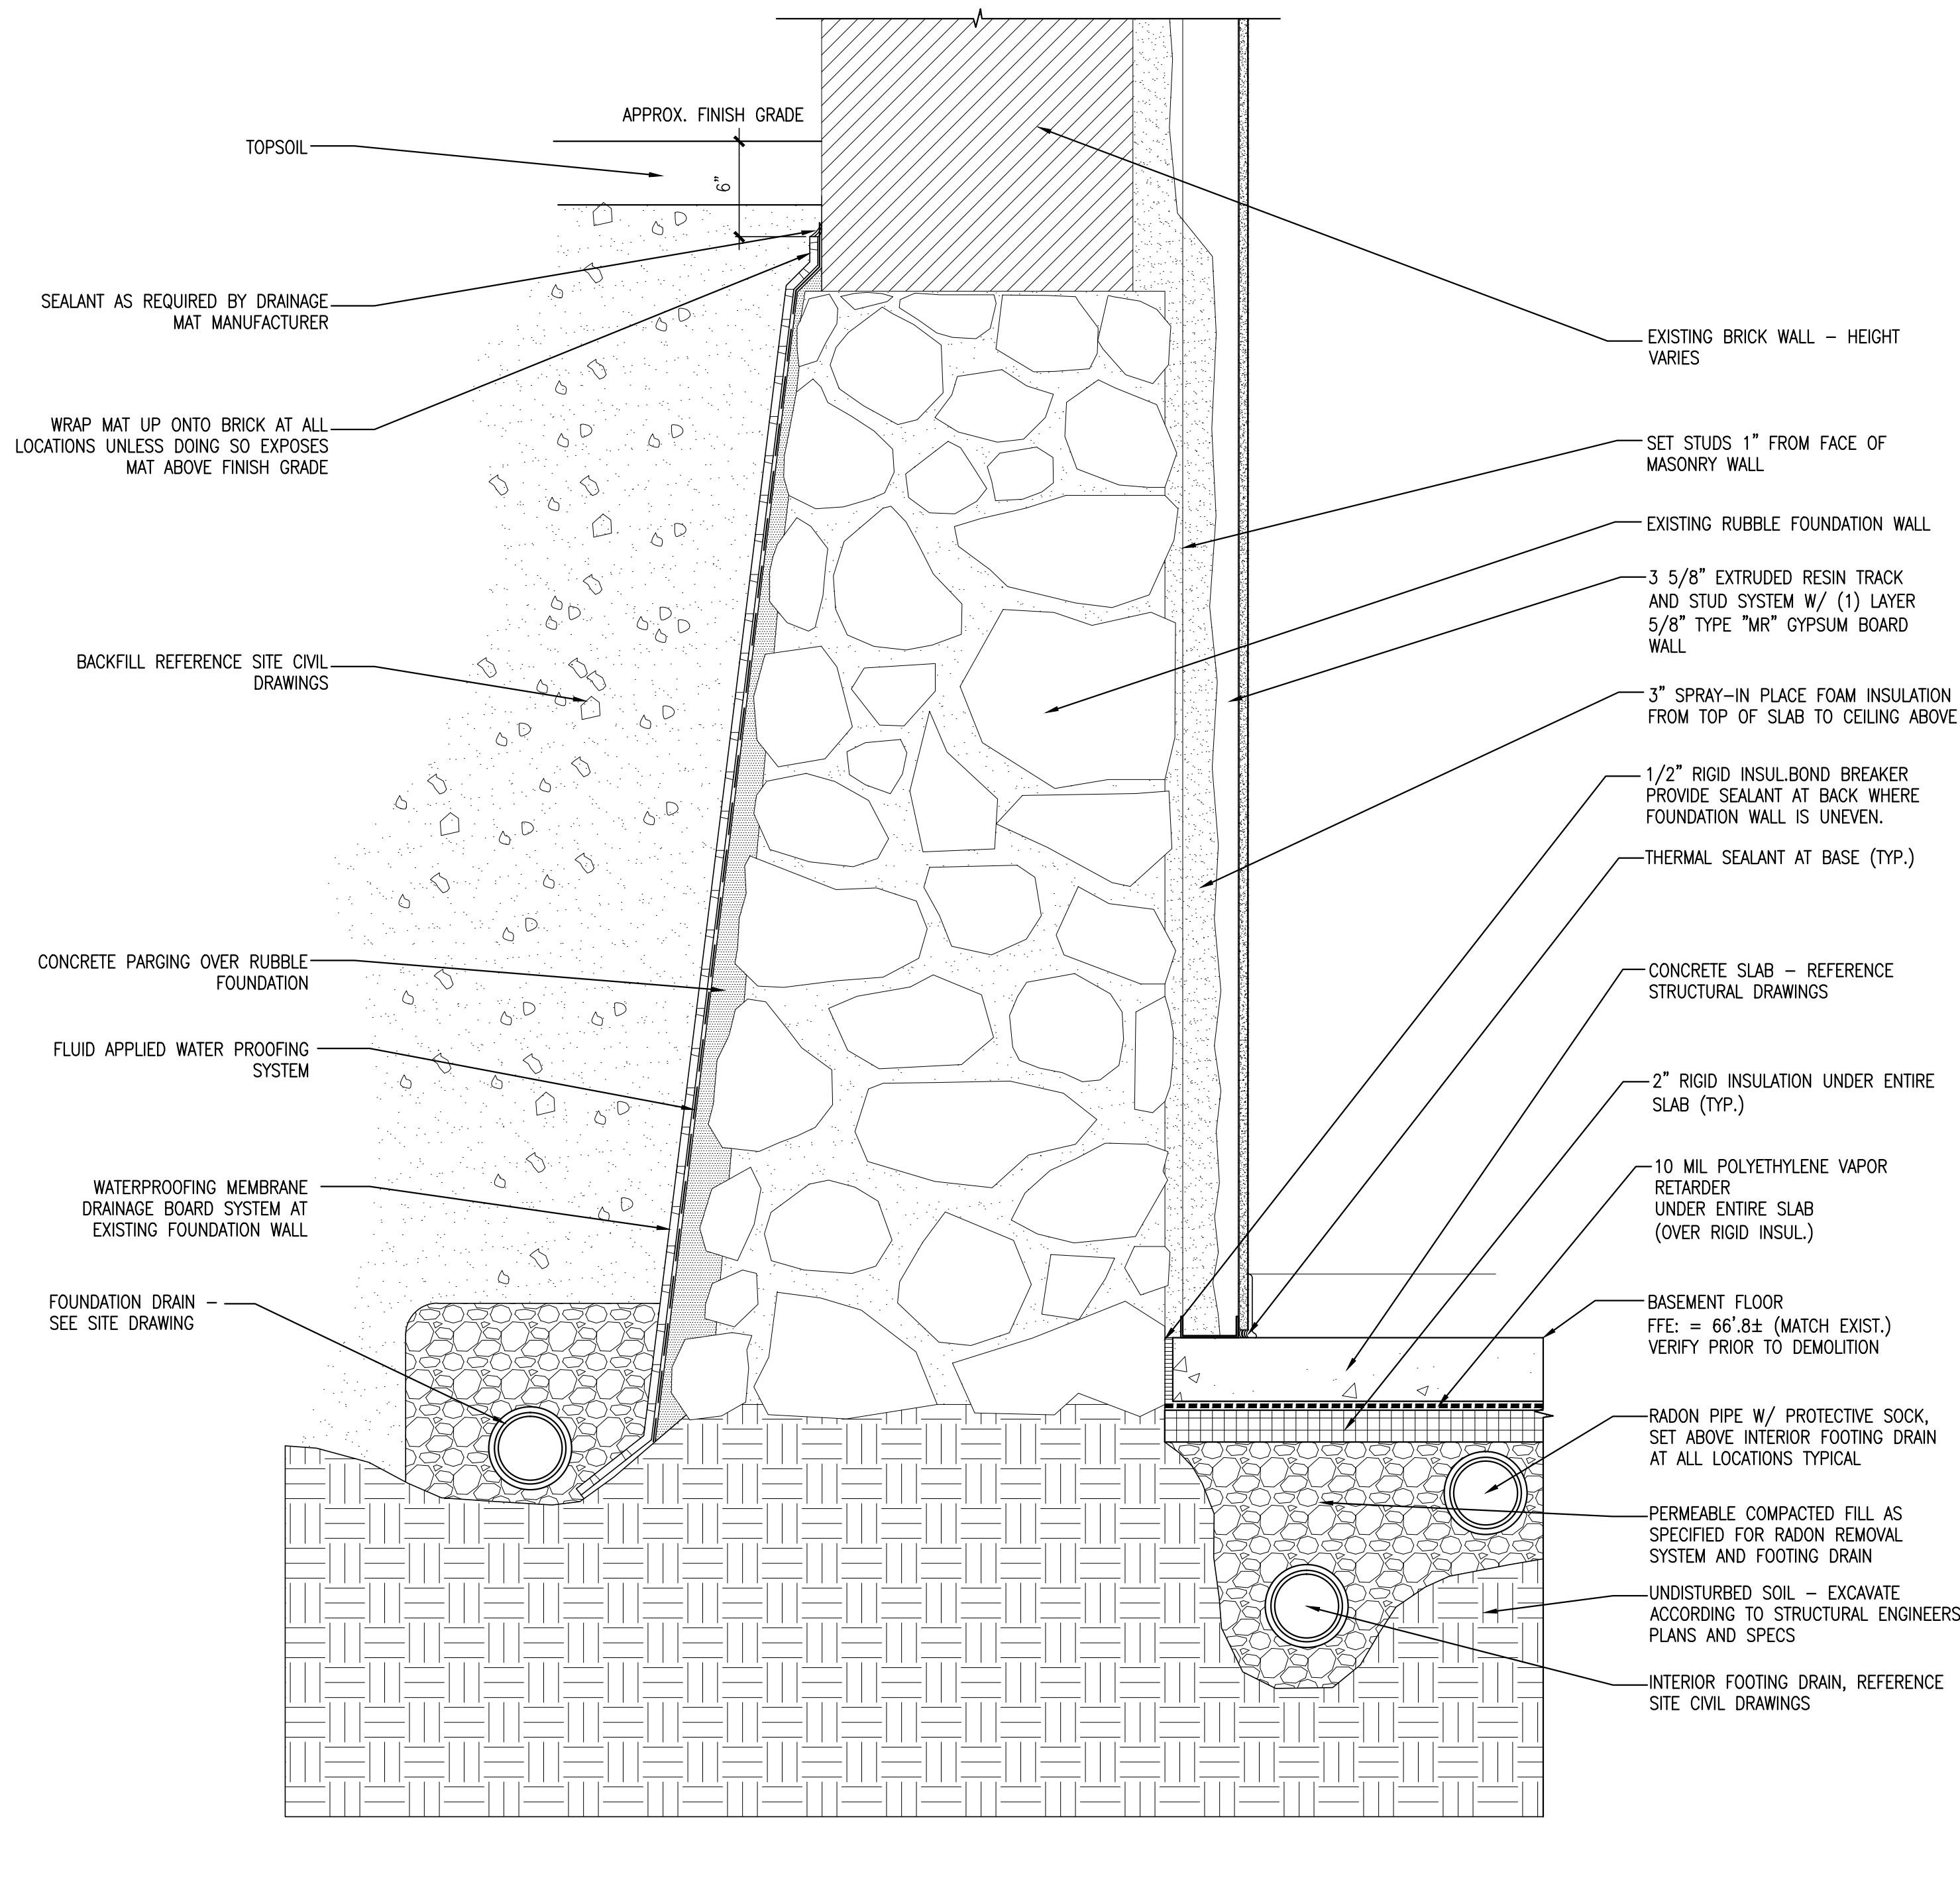 APPROX. FINISH GRADE
6"
TOPSOIL
SEALANT AS REQUIRED BY DRAINAGE
MAT MANUFACTURER
WRAP MAT UP ONTO BRICK AT ALL
LOCATIONS UNLESS DOING SO EXPOSES
MAT ABOVE FINISH GRADE
BACKFILL REFERENCE SITE CIVIL
DRAWINGS
CONCRETE PARGING OVER RUBBLE
FOUNDATION
FLUID APPLIED WATER PROOFING
SYSTEM
WATERPROOFING MEMBRANE
DRAINAGE BOARD SYSTEM AT
EXISTING FOUNDATION WALL
FOUNDATION DRAIN –
SEE SITE DRAWING
EXISTING BRICK WALL – HEIGHT
VARIES
SET STUDS 1" FROM FACE OF
MASONRY WALL
EXISTING RUBBLE FOUNDATION WALL
3 5/8" EXTRUDED RESIN TRACK
AND STUD SYSTEM W/ (1) LAYER
5/8" TYPE "MR" GYPSUM BOARD
WALL
3" SPRAY–IN PLACE FOAM INSULATION
FROM TOP OF SLAB TO CEILING ABOVE
1/2" RIGID INSUL.BOND BREAKER
PROVIDE SEALANT AT BACK WHERE
FOUNDATION WALL IS UNEVEN.
THERMAL SEALANT AT BASE (TYP.)
CONCRETE SLAB – REFERENCE
STRUCTURAL DRAWINGS
2" RIGID INSULATION UNDER ENTIRE
SLAB (TYP.)
10 MIL POLYETHYLENE VAPOR
RETARDER
UNDER ENTIRE SLAB
(OVER RIGID INSUL.)
BASEMENT FLOOR
FFE: = 66'.8± (MATCH EXIST.)
VERIFY PRIOR TO DEMOLITION
RADON PIPE W/ PROTECTIVE SOCK,
SET ABOVE INTERIOR FOOTING DRAIN
AT ALL LOCATIONS TYPICAL
PERMEABLE COMPACTED FILL AS
SPECIFIED FOR RADON REMOVAL
SYSTEM AND FOOTING DRAIN
UNDISTURBED SOIL – EXCAVATE
ACCORDING TO STRUCTURAL ENGINEERS
PLANS AND SPECS
INTERIOR FOOTING DRAIN, REFERENCE
SITE CIVIL DRAWINGS